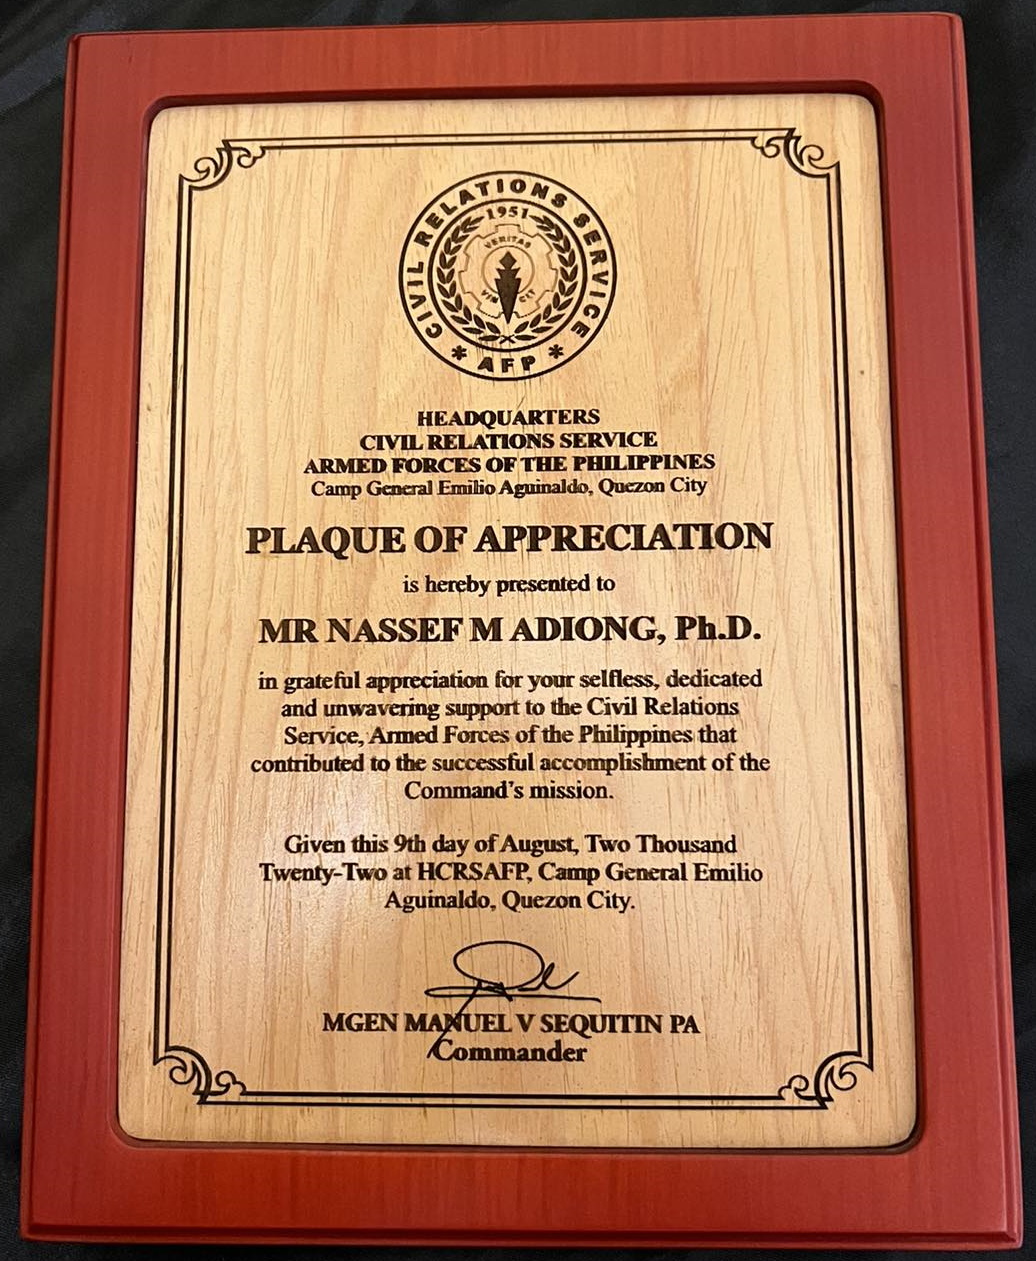 CIVIL RELATIONS SERVICE
1951
VERITAS
VINCIT
* AFP *
HEADQUARTERS
CIVIL RELATIONS SERVICE
ARMED FORCES OF THE PHILIPPINES
Camp General Emilio Aguinaldo, Quezon City
PLAQUE OF APPRECIATION
is hereby presented to
MR NASSEF M ADIONG, Ph.D.
in grateful appreciation for your selfless, dedicated
and unwavering support to the Civil Relations
Service, Armed Forces of the Philippines that
contributed to the successful accomplishment of the
Command's mission.
Given this 9th day of August, Two Thousand
Twenty-Two at HCRSAFP, Camp General Emilio
Aguinaldo, Quezon City.
MGEN MANUEL V SEQUITIN PA
Commander